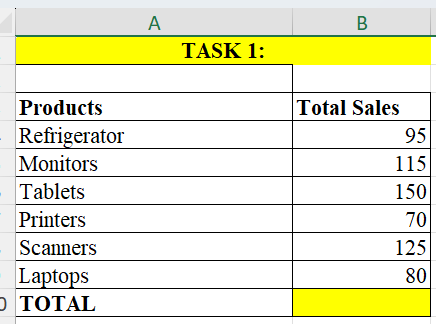 A B
TASK 1:
Products Total Sales
Refrigerator 95
Monitors 115
Tablets 150
Printers 70
Scanners 125
Laptops 80
TOTAL